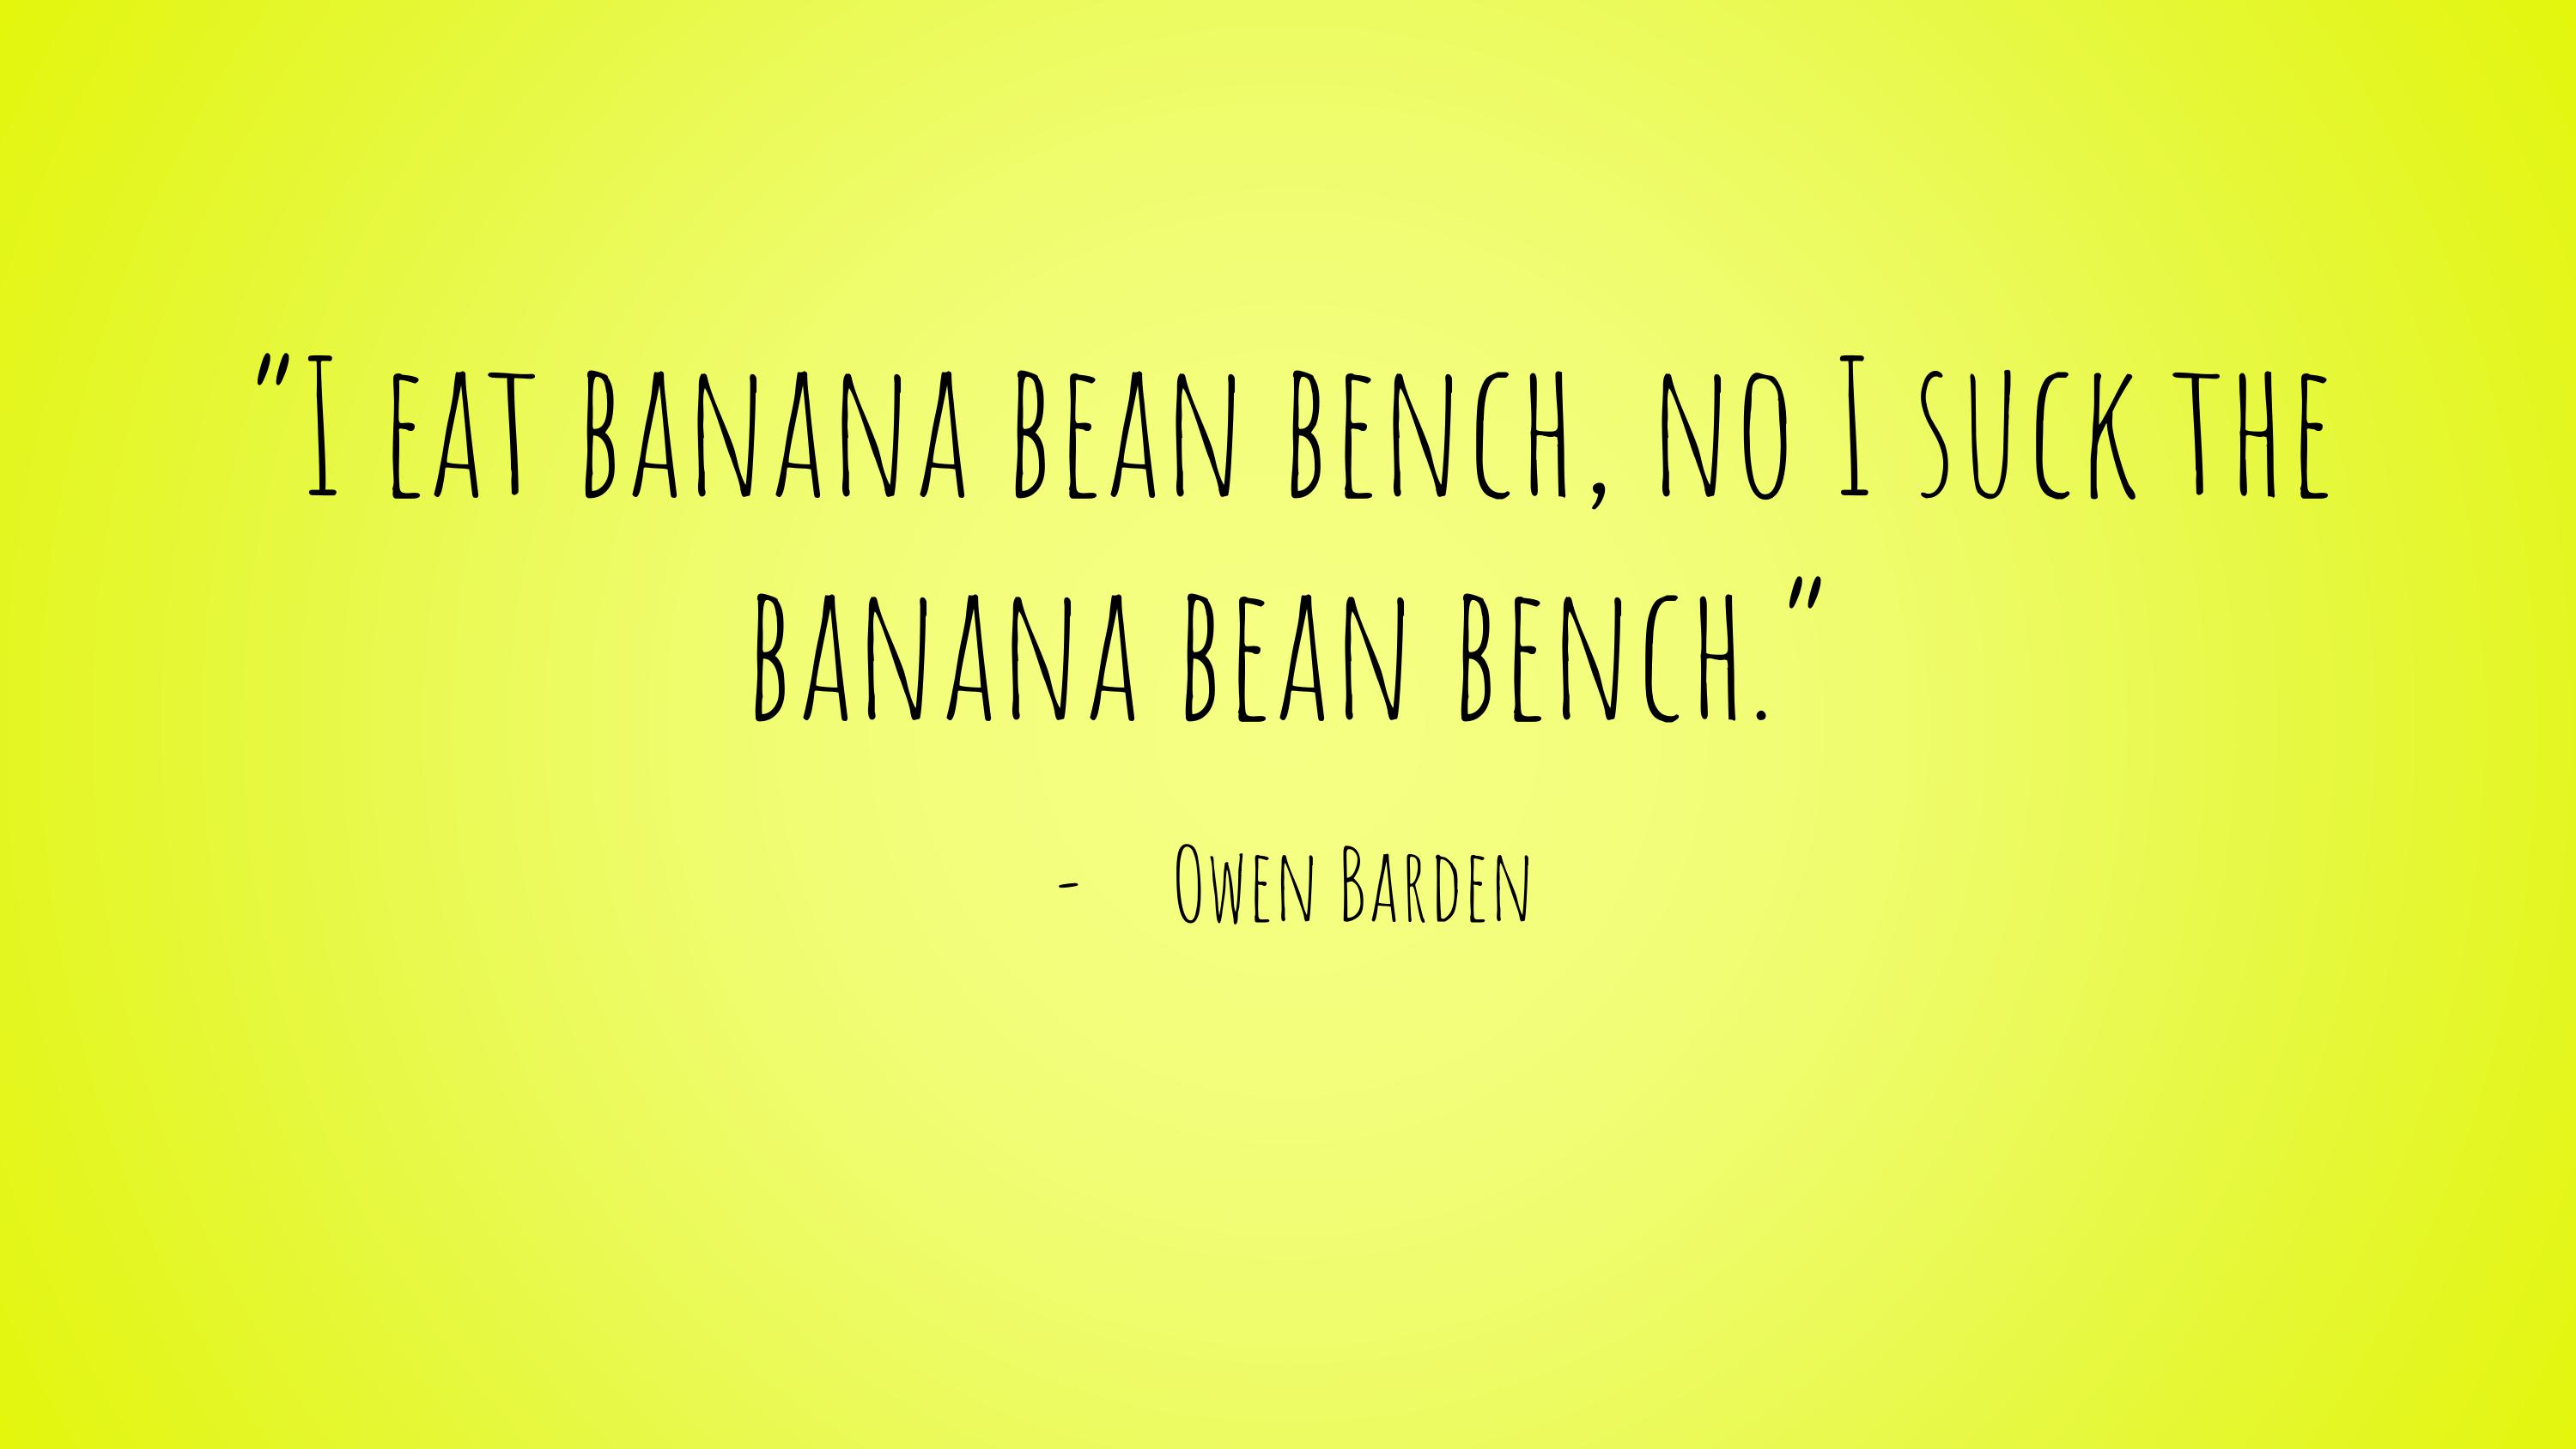 "I eat banana bean bench, no I suck the
banana bean bench."
- Owen Barden